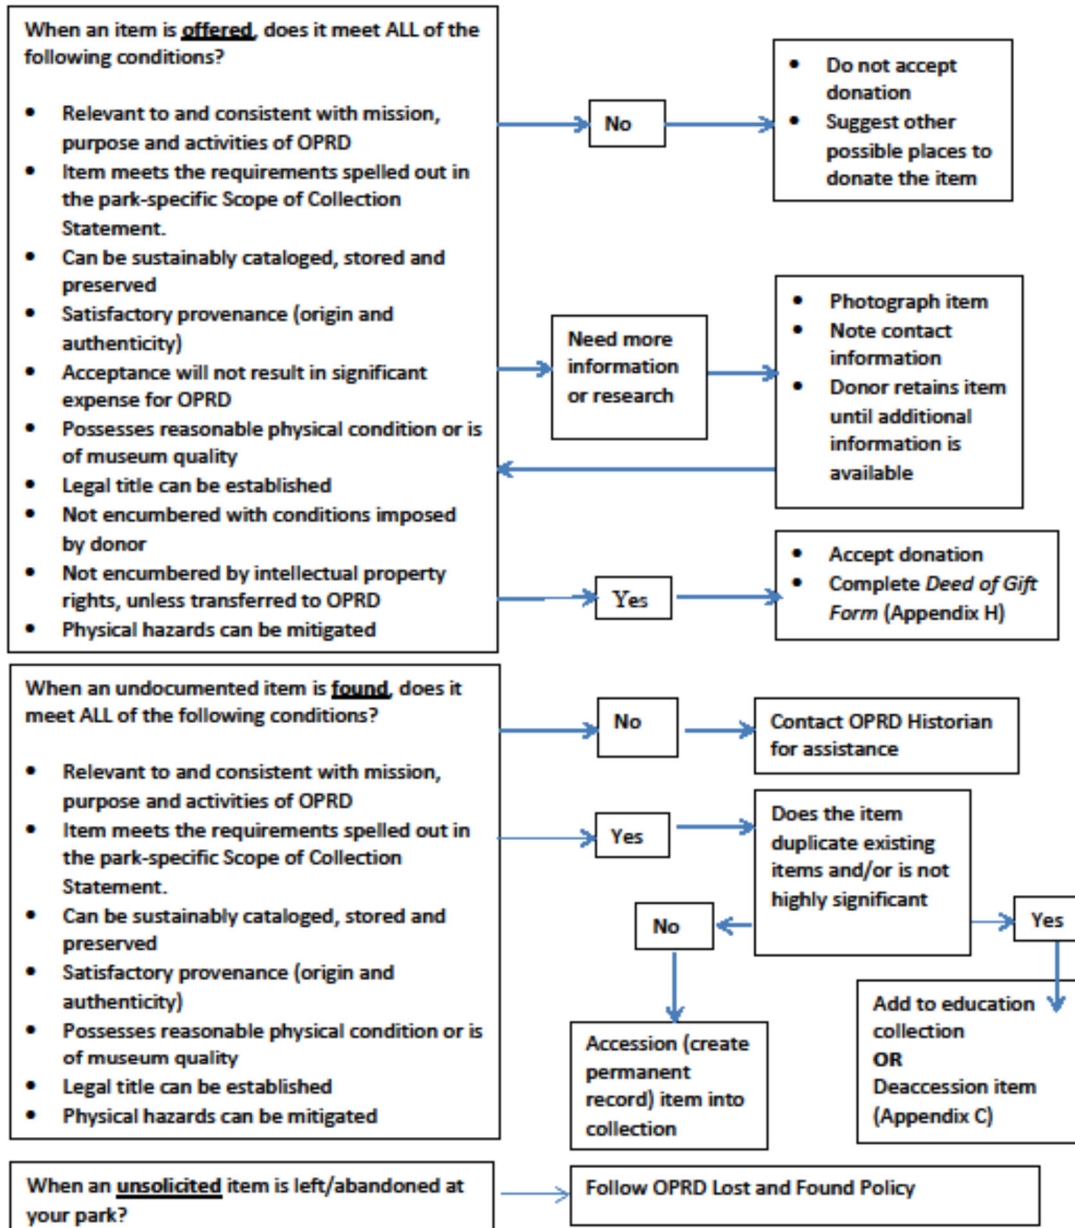 When an item is offered, does it meet ALL of the
following conditions?
• Relevant to and consistent with mission,
purpose and activities of OPRD
• Item meets the requirements spelled out in
the park-specific Scope of Collection
Statement.
• Can be sustainably cataloged, stored and
preserved
• Satisfactory provenance (origin and
authenticity)
• Acceptance will not result in significant
expense for OPRD
• Possesses reasonable physical condition or is
of museum quality
• Legal title can be established
• Not encumbered with conditions imposed
by donor
• Not encumbered by intellectual property
rights, unless transferred to OPRD
• Physical hazards can be mitigated
No
• Do not accept
donation
• Suggest other
possible places to
donate the item
Need more
information
or research
• Photograph item
• Note contact
information
• Donor retains item
until additional
information is
available
Yes
• Accept donation
• Complete Deed of Gift
Form (Appendix H)
When an undocumented item is found, does it
meet ALL of the following conditions?
• Relevant to and consistent with mission,
purpose and activities of OPRD
• Item meets the requirements spelled out in
the park-specific Scope of Collection
Statement.
• Can be sustainably cataloged, stored and
preserved
• Satisfactory provenance (origin and
authenticity)
• Possesses reasonable physical condition or is
of museum quality
• Legal title can be established
• Physical hazards can be mitigated
No
Contact OPRD Historian
for assistance
Yes
Does the item
duplicate existing
items and/or is not
highly significant
No
Yes
Accession (create
permanent
record) item into
collection
Add to education
collection
OR
Deaccession item
(Appendix C)
When an unsolicited item is left/abandoned at
your park?
Follow OPRD Lost and Found Policy